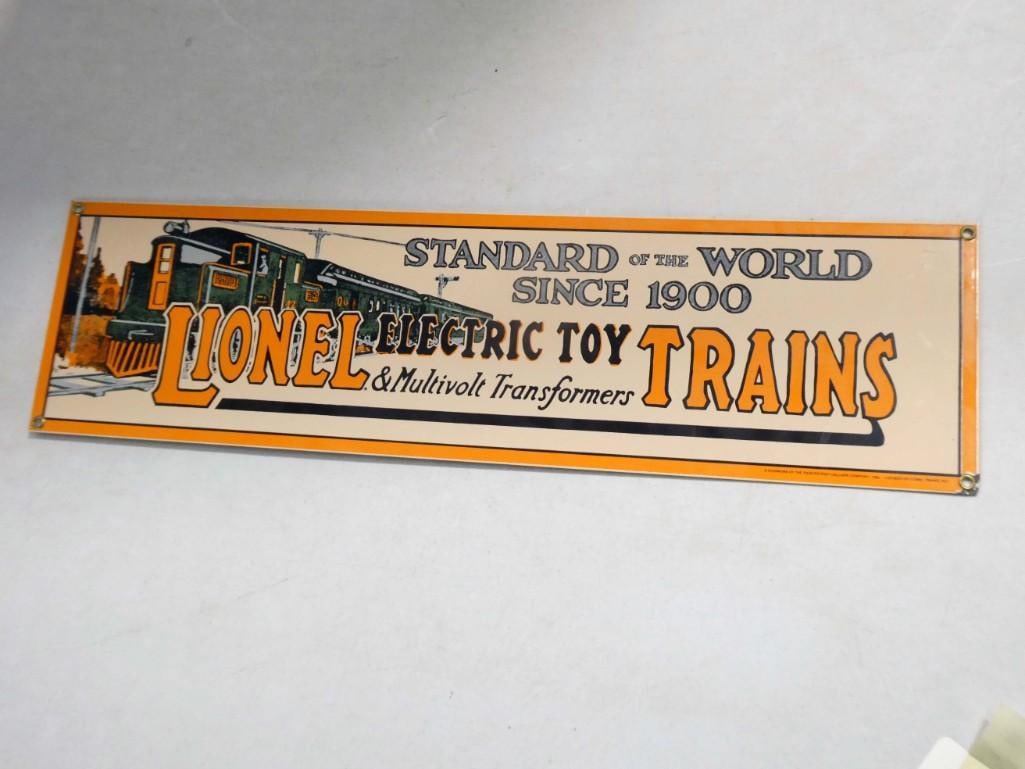 STANDARD OF THE WORLD
SINCE 1900
LIONEL ELECTRIC TOY TRAINS
& Multivolt Transformers